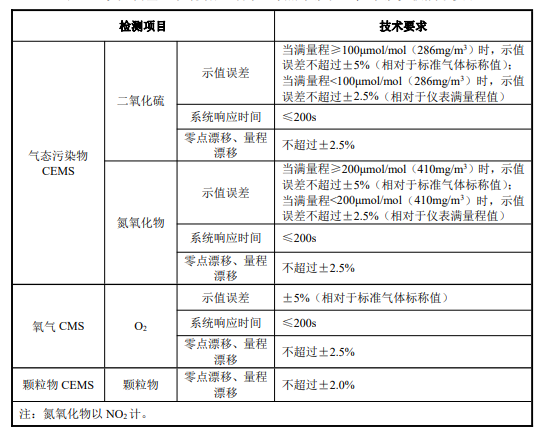 检测项目 技术要求
气态污染物
CEMS
二氧化硫
示值误差
当满量程≥100μmol/mol（286mg/m³）时，示值
误差不超过±5%（相对于标准气体标称值）；
当满量程<100μmol/mol（286mg/m³）时，示值
误差不超过±2.5%（相对于仪表满量程值）
系统响应时间 ≤200s
零点漂移、量程
漂移
不超过±2.5%
氮氧化物
示值误差
当满量程≥200μmol/mol（410mg/m³）时，示值
误差不超过±5%（相对于标准气体标称值）；
当满量程<200μmol/mol（410mg/m³）时，示值
误差不超过±2.5%（相对于仪表满量程值）
系统响应时间 ≤200s
零点漂移、量程
漂移
不超过±2.5%
氧气 CMS
O₂
示值误差 ±5%（相对于标准气体标称值）
系统响应时间 ≤200s
零点漂移、量程
漂移
不超过±2.5%
颗粒物 CEMS 颗粒物
零点漂移、量程
漂移
不超过±2.0%
注：氮氧化物以 NO₂ 计。